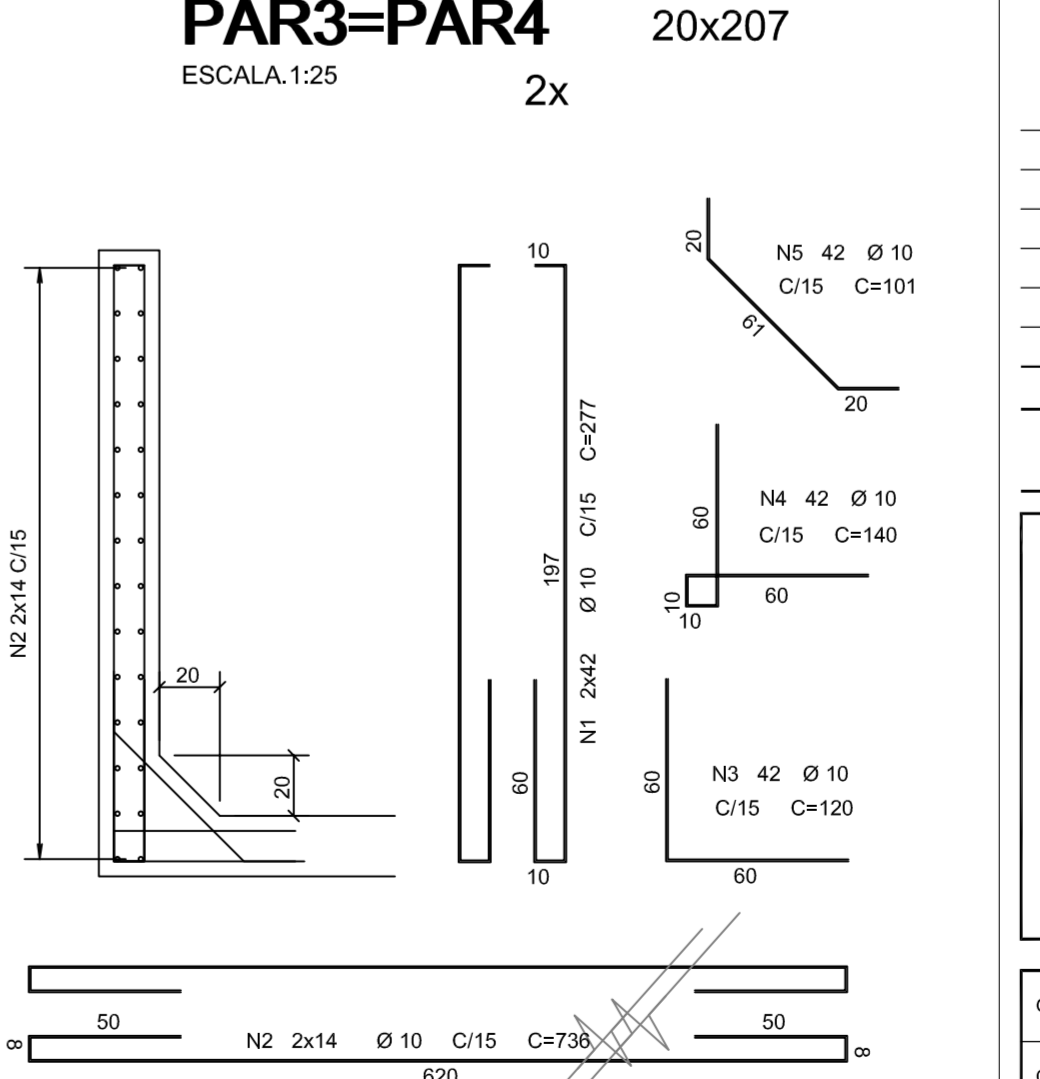 PAR3=PAR4
20x207
ESCALA.1:25
2x
10
20
N5 42 Ø 10
C/15 C=101
61
20
N2 2x14 C/15
20
20
N1 2x42 Ø 10 C/15 C=277
197
60
10
60
N4 42 Ø 10
C/15 C=140
60
10
10
60
N3 42 Ø 10
C/15 C=120
60
50
8
N2 2x14 Ø 10 C/15 C=736
50
8
620